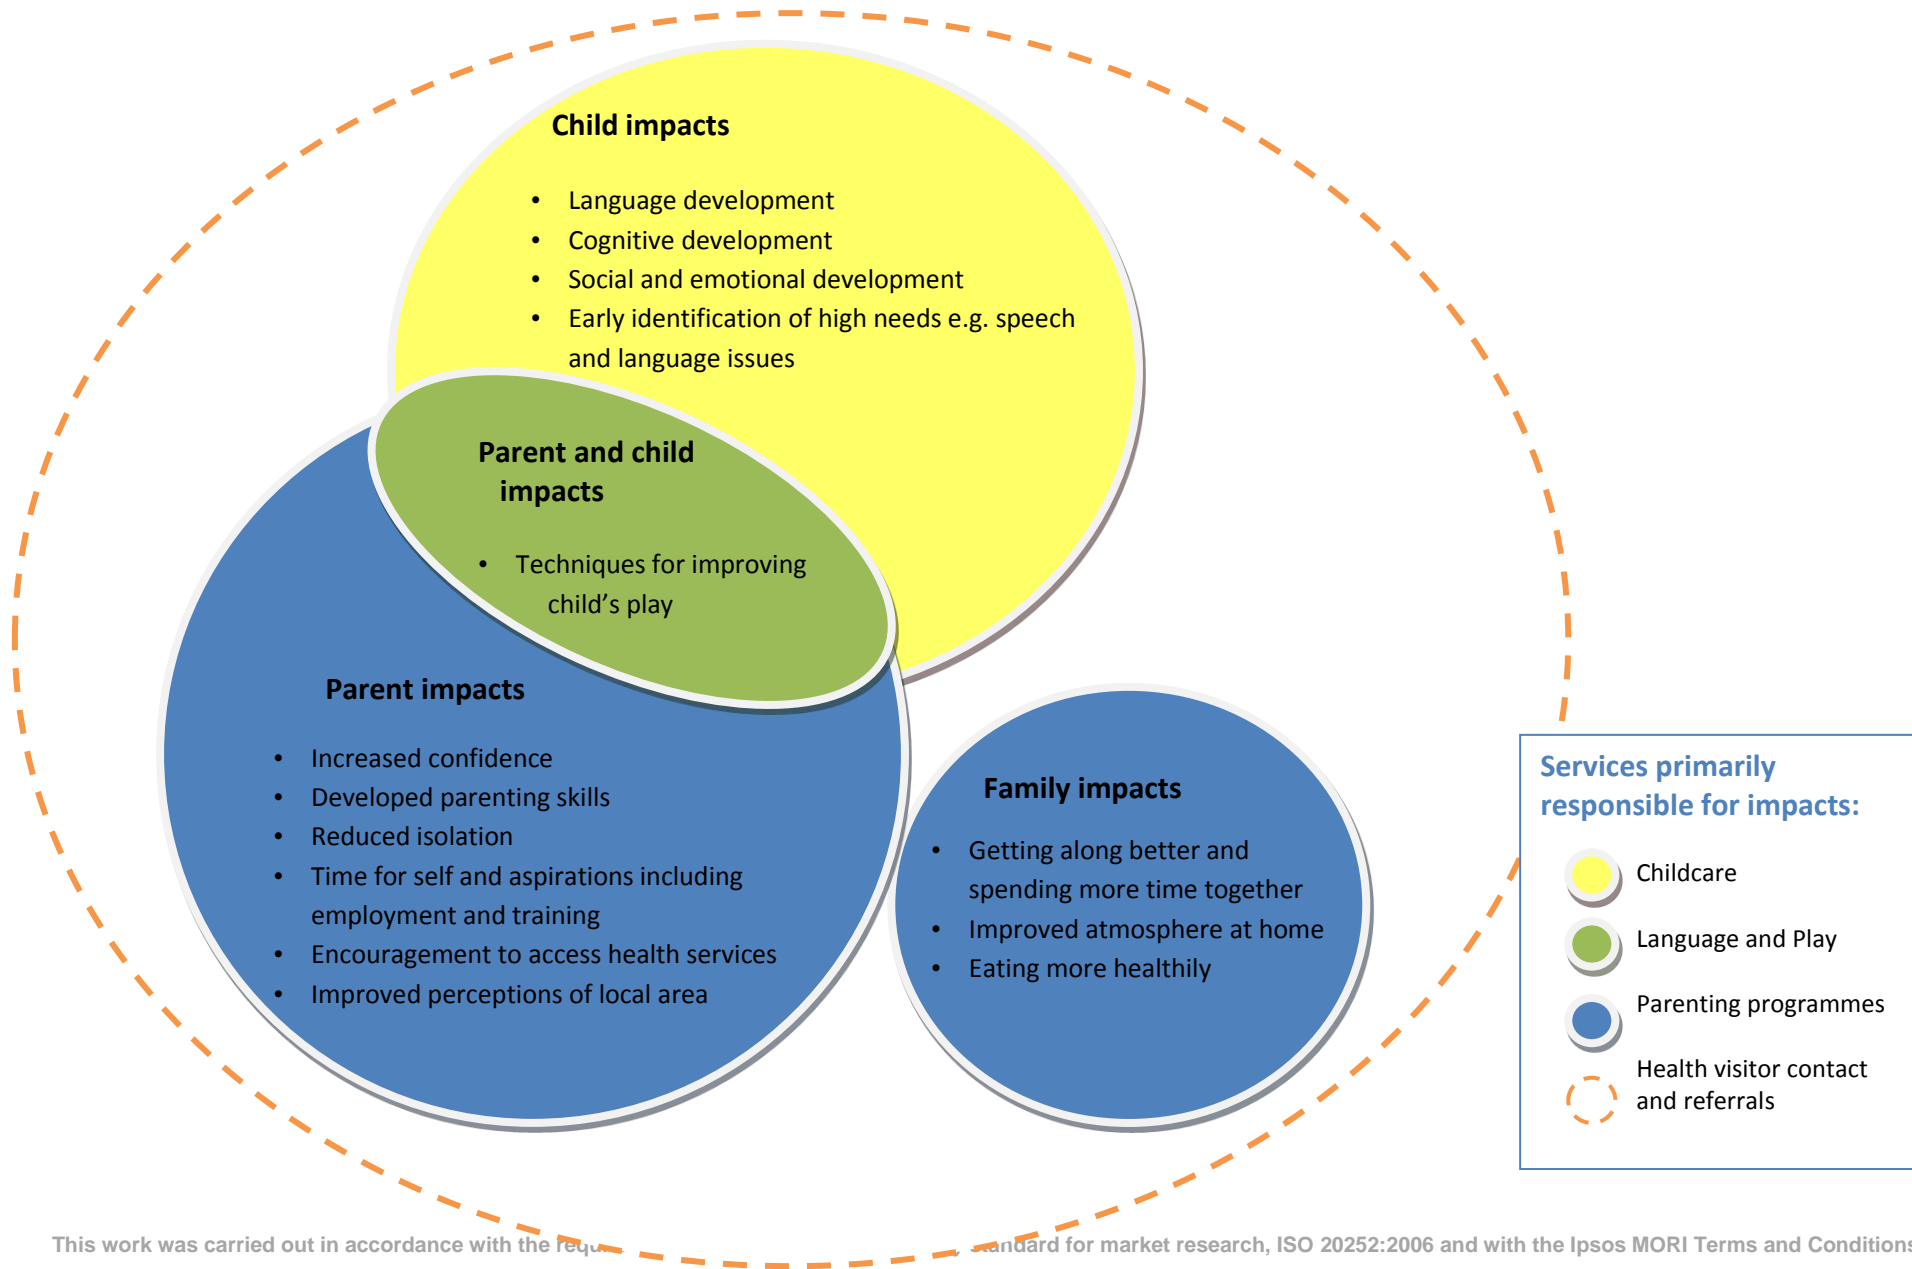 Child impacts
• Language development
• Cognitive development
• Social and emotional development
• Early identification of high needs e.g. speech
and language issues
Parent and child
impacts
• Techniques for improving
child’s play
Parent impacts
• Increased confidence
• Developed parenting skills
• Reduced isolation
• Time for self and aspirations including
employment and training
• Encouragement to access health services
• Improved perceptions of local area
Family impacts
• Getting along better and
spending more time together
• Improved atmosphere at home
• Eating more healthily
Services primarily
responsible for impacts:
Childcare
Language and Play
Parenting programmes
Health visitor contact
and referrals
This work was carried out in accordance with the standard for market research, ISO 20252:2006 and with the Ipsos MORI Terms and Conditions